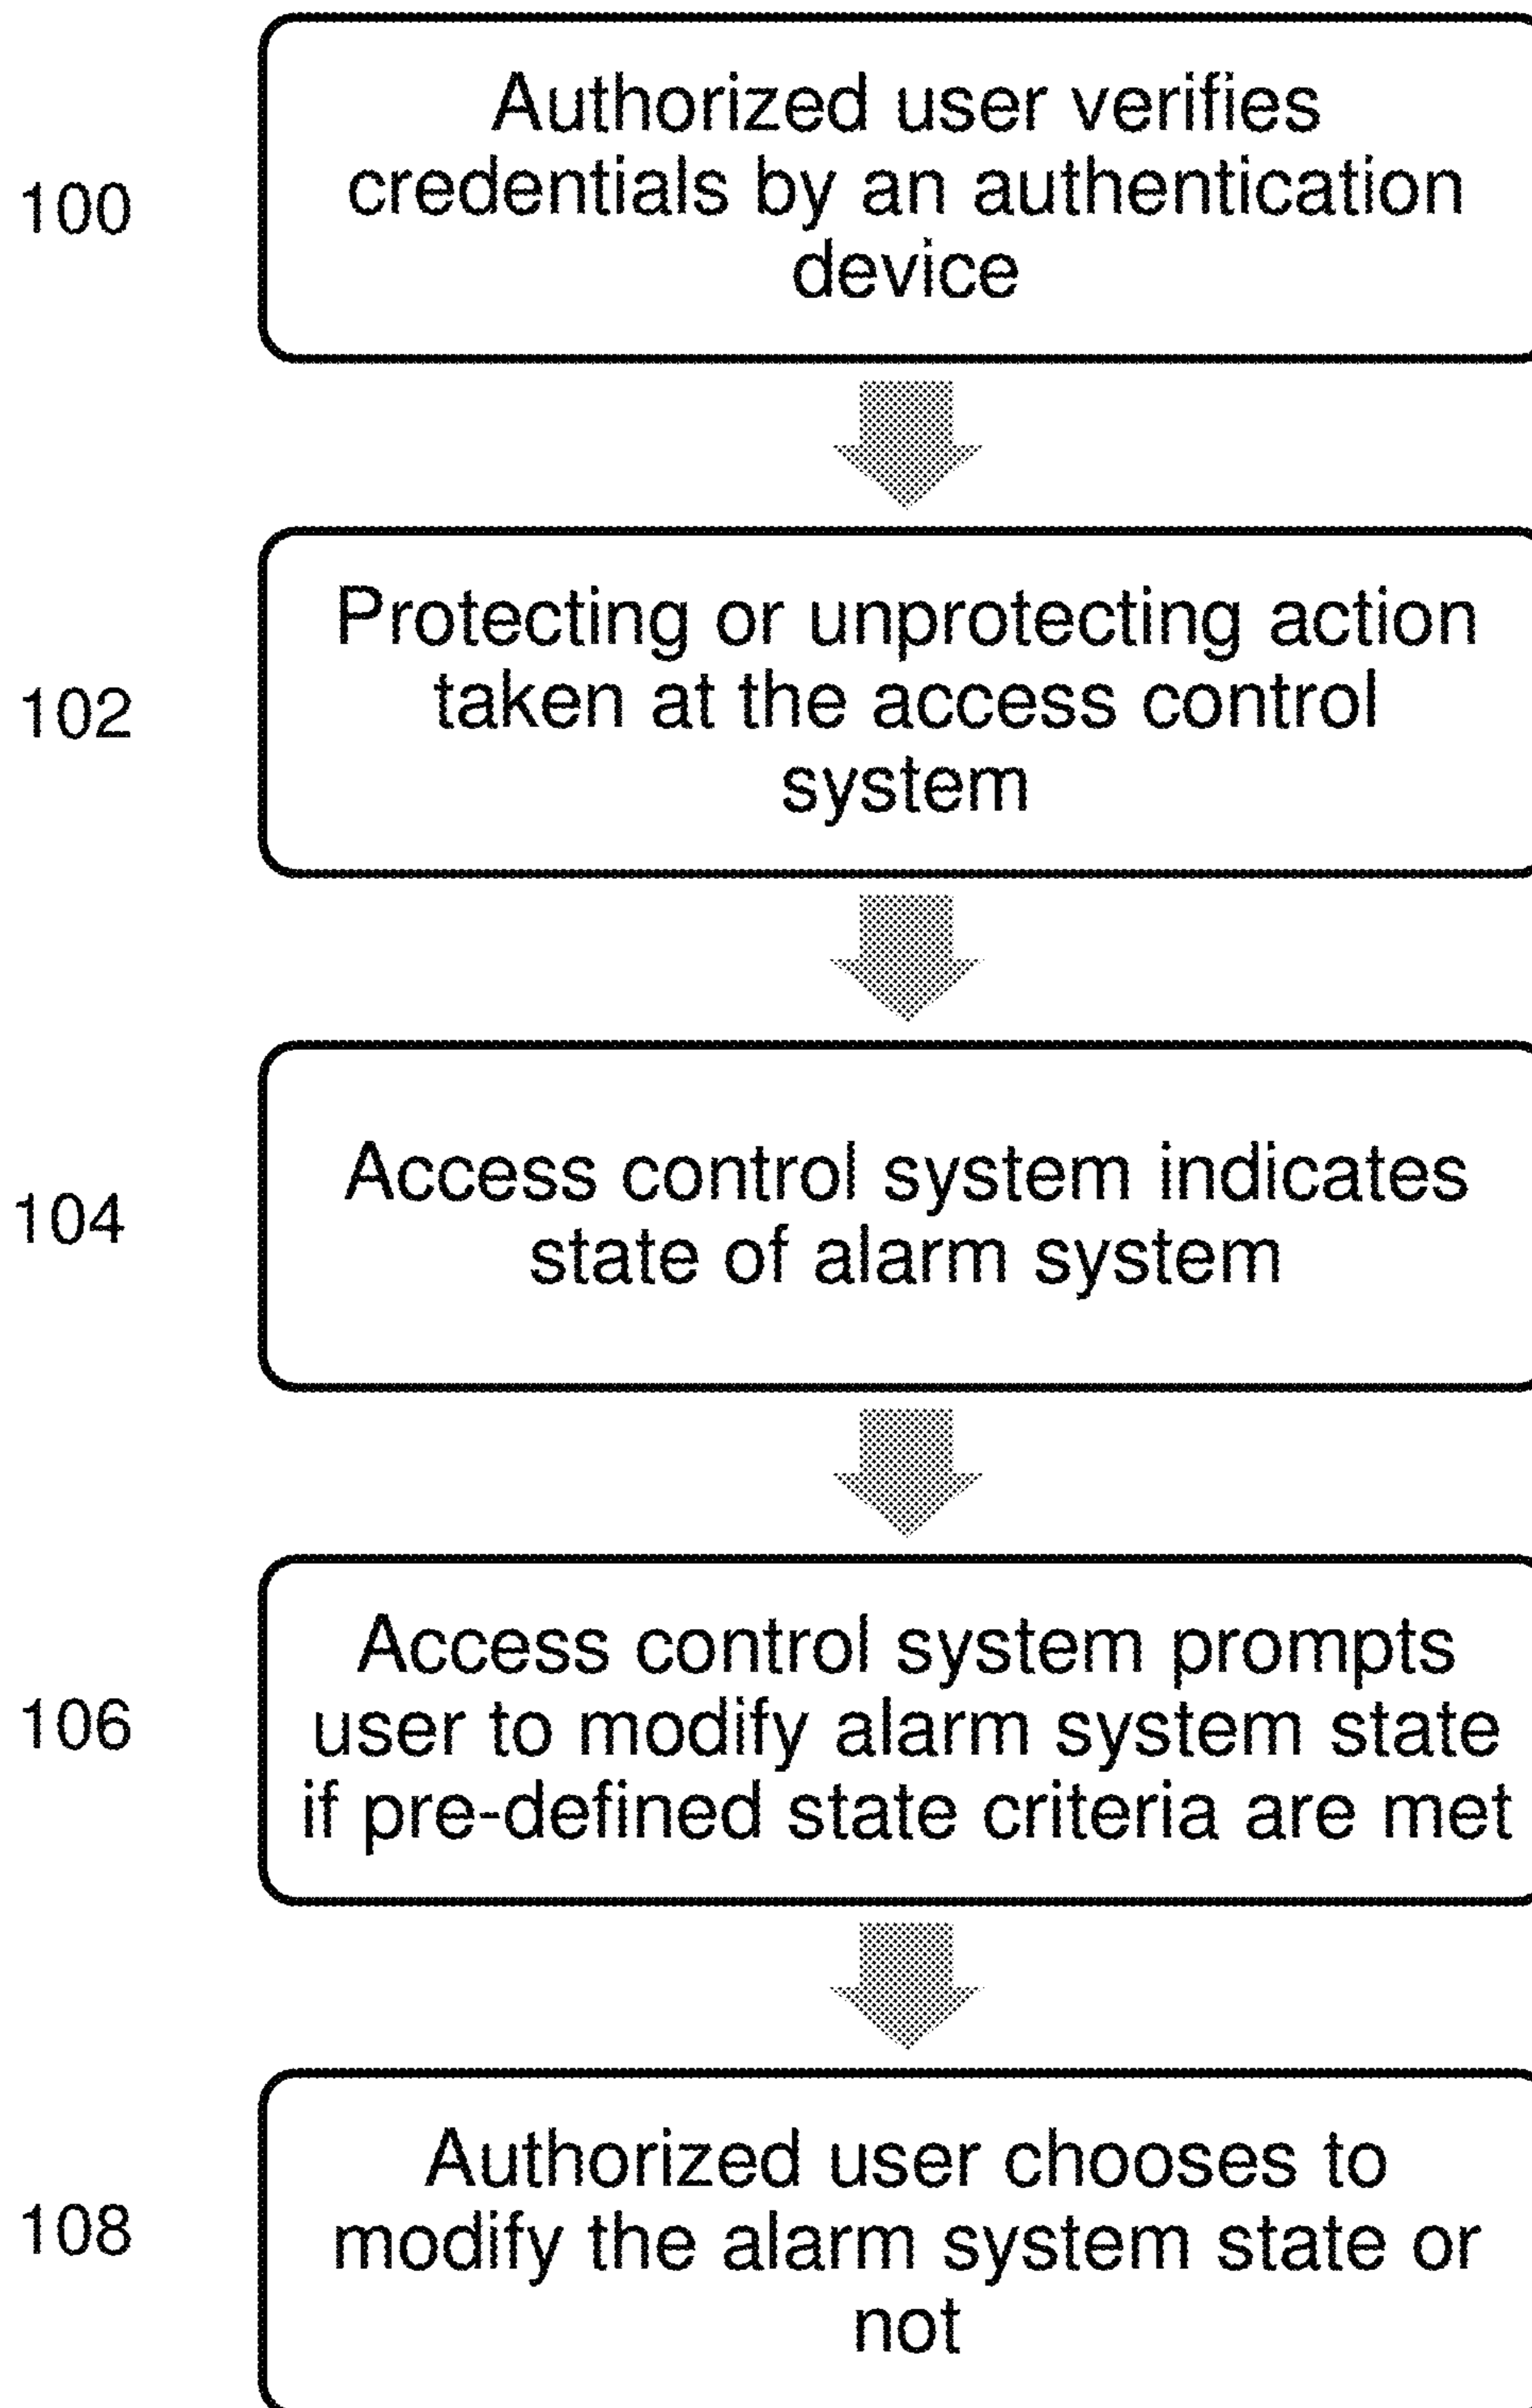 100
Authorized user verifies
credentials by an authentication
device
102
Protecting or unprotecting action
taken at the access control
system
104
Access control system indicates
state of alarm system
106
Access control system prompts
user to modify alarm system state
if pre-defined state criteria are met
108
Authorized user chooses to
modify the alarm system state or
not